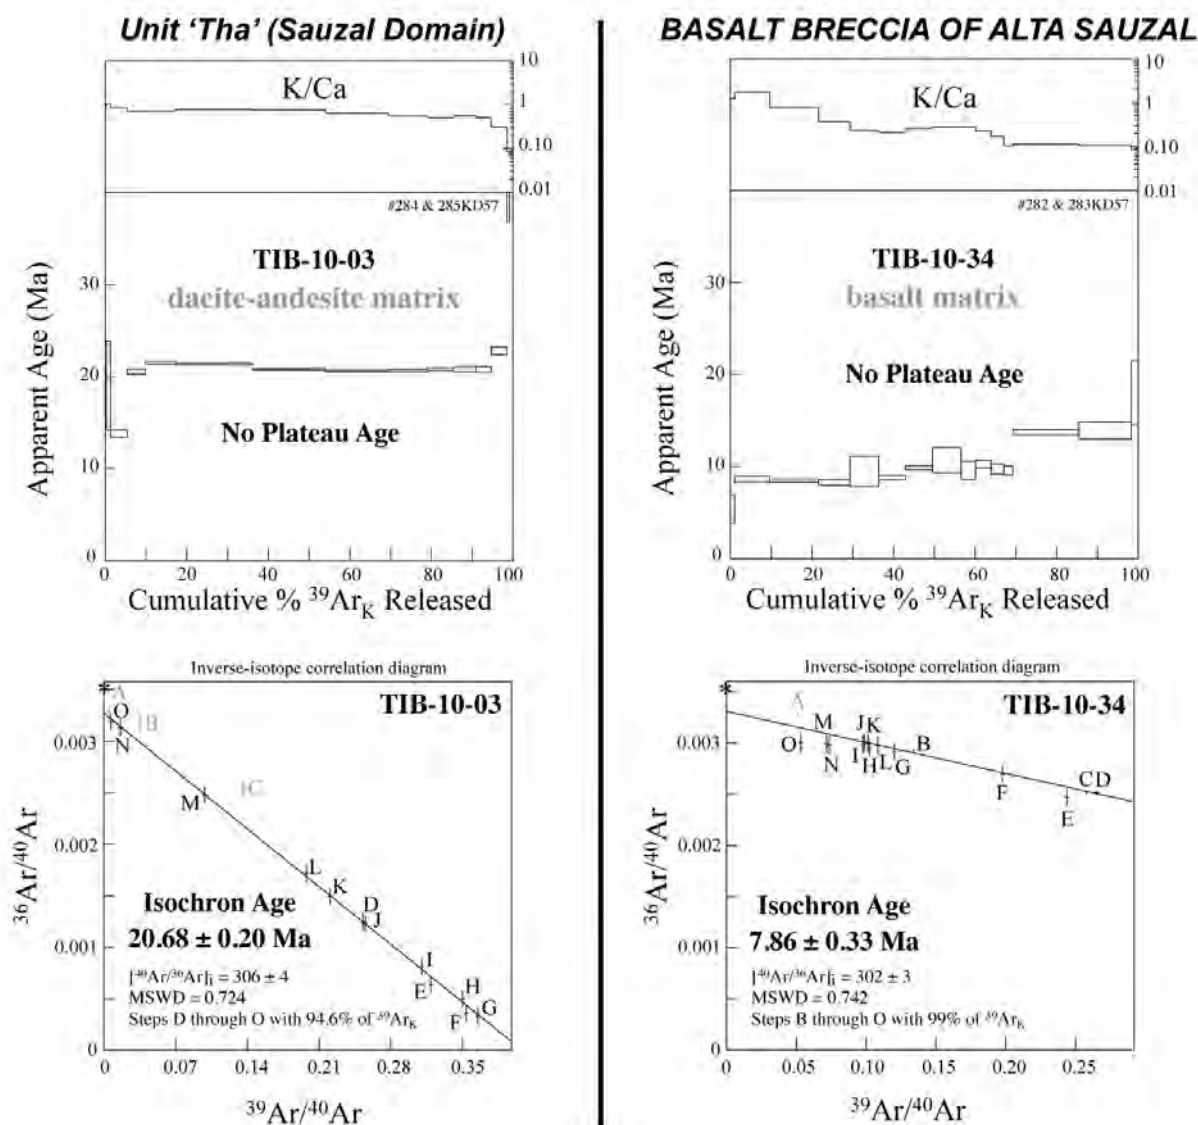 Unit 'Tha' (Sauzal Domain)
K/Ca
10
1
0.10
0.01
#284 & 285KD57
TIB-10-03
dacite-andesite matrix
No Plateau Age
Apparent Age (Ma)
30
20
10
0
0 20 40 60 80 100
Cumulative % ³⁹Ar_K Released
Inverse-isotope correlation diagram
TIB-10-03
* A
O B
N
M C
L
K
D
J
I
E
H
F G
³⁶Ar/⁴⁰Ar
0.003
0.002
0.001
0
Isochron Age
20.68 ± 0.20 Ma
[⁴⁰Ar/³⁶Ar]i = 306 ± 4
MSWD = 0.724
Steps D through O with 94.6% of ³⁹Ar_K
0 0.07 0.14 0.21 0.28 0.35
³⁹Ar/⁴⁰Ar
BASALT BRECCIA OF ALTA SAUZAL
K/Ca
10
1
0.10
0.01
#282 & 283KD57
TIB-10-34
basalt matrix
No Plateau Age
Apparent Age (Ma)
30
20
10
0
0 20 40 60 80 100
Cumulative % ³⁹Ar_K Released
Inverse-isotope correlation diagram
TIB-10-34
*
A
M J K
O N I H L G B
F
E
C D
³⁶Ar/⁴⁰Ar
0.003
0.002
0.001
0
Isochron Age
7.86 ± 0.33 Ma
[⁴⁰Ar/³⁶Ar]i = 302 ± 3
MSWD = 0.742
Steps B through O with 99% of ³⁹Ar_K
0 0.05 0.10 0.15 0.20 0.25
³⁹Ar/⁴⁰Ar